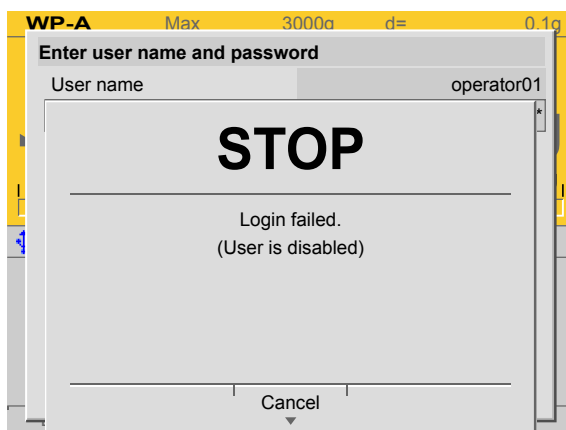 WP-A Max 3000g d= 0.1g
Enter user name and password
User name operator01
*
STOP
Login failed.
(User is disabled)
Cancel